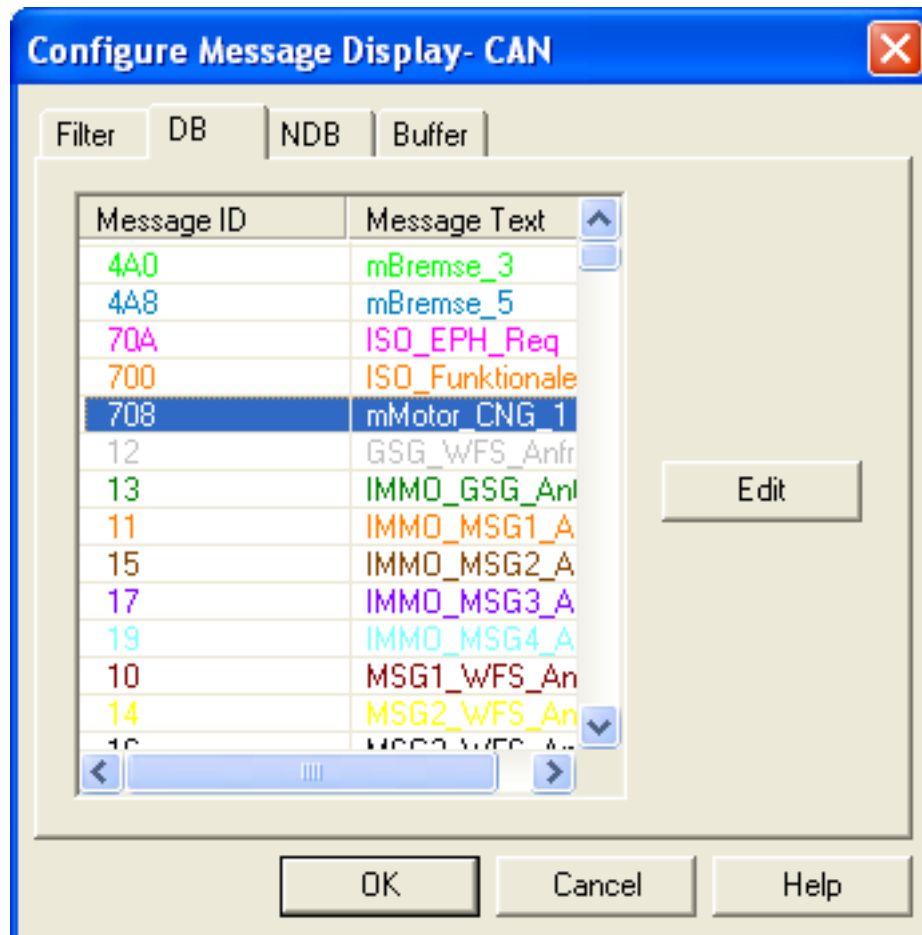 Configure Message Display- CAN
Filter DB NDB Buffer
Message ID Message Text
4A0 mBremse_3
4A8 mBremse_5
70A ISO_EPH_Req
700 ISO_Funktionale
708 mMotor_CNG_1
12 GSG_WFS_Anfr
13 IMMO_GSG_Ant
11 IMMO_MSG1_A
15 IMMO_MSG2_A
17 IMMO_MSG3_A
19 IMMO_MSG4_A
10 MSG1_WFS_An
14 MSG2_WFS_An
Edit
OK Cancel Help